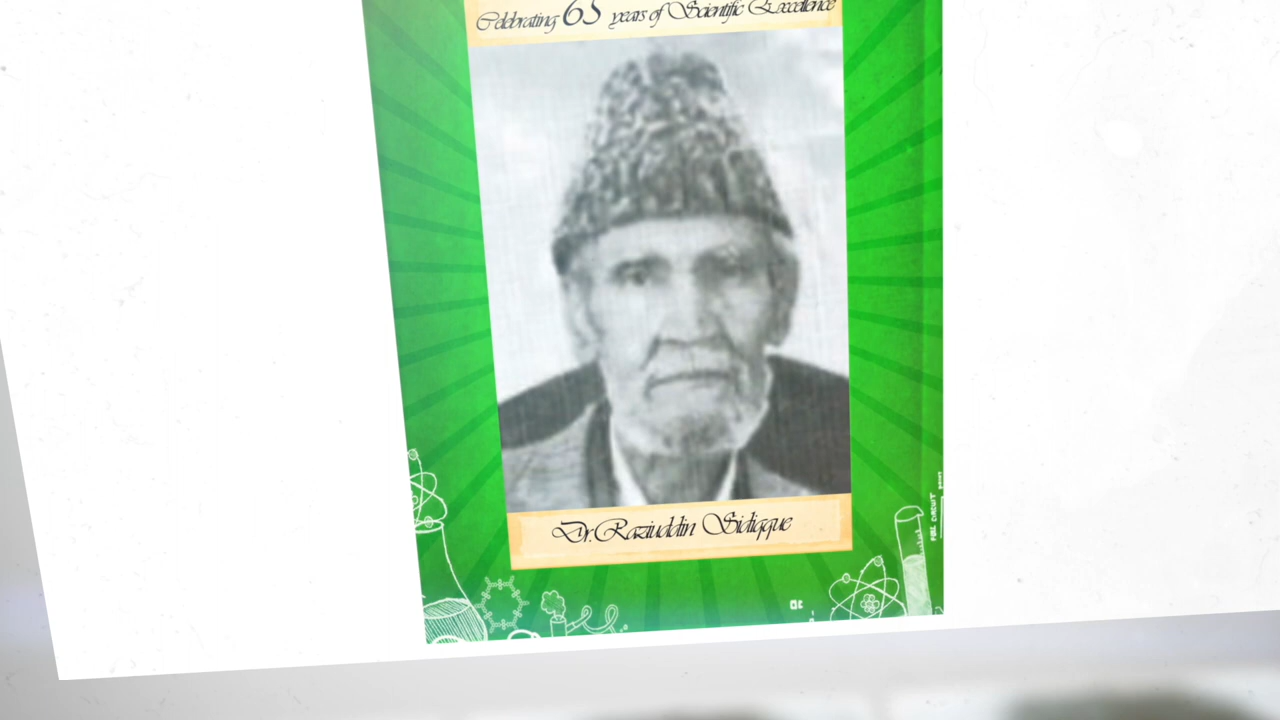 Celebrating 65 years of Scientific Excellence
Dr.Raziuddin Sidiqque